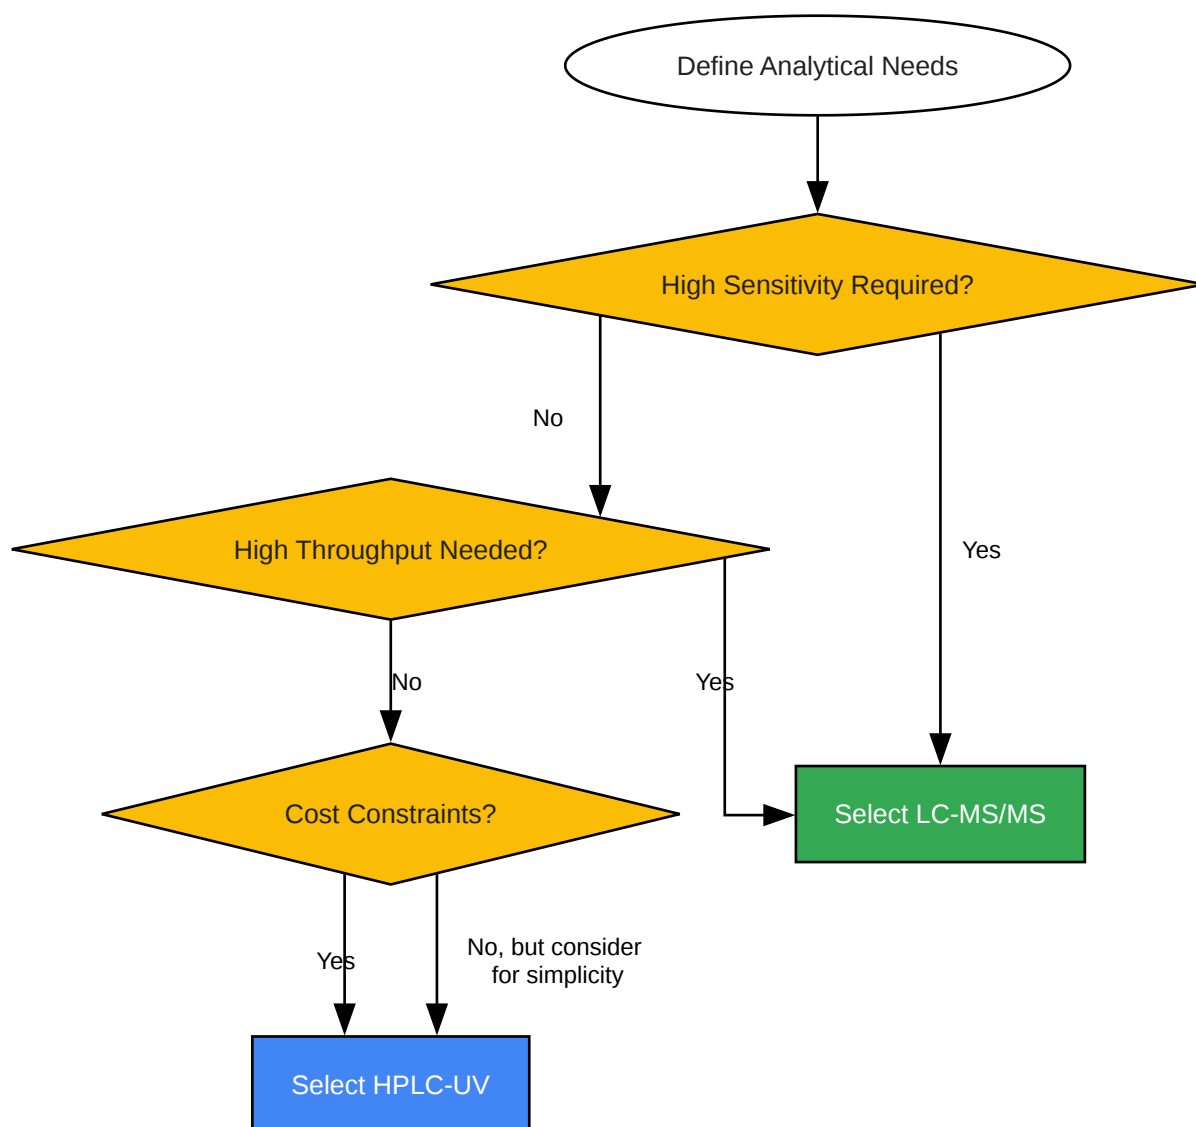 Define Analytical Needs
High Sensitivity Required?
No
High Throughput Needed?
Yes
No
Yes
Cost Constraints?
Select LC-MS/MS
Yes
No, but consider
for simplicity
Select HPLC-UV